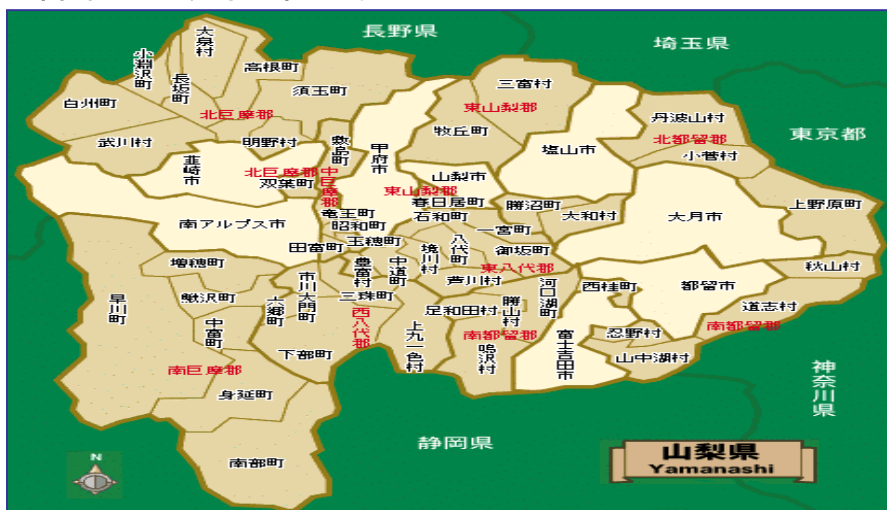 長野県
埼玉県
東京都
神奈川県
静岡県
大泉村
小淵沢町
長坂町
高根町
須玉町
白州町
北巨摩郡
武川村
明野村
韮崎市
北巨摩郡
双葉町
敷島町
中巨摩郡
甲府市
三富村
東山梨郡
牧丘町
塩山市
丹波山村
北都留郡
小菅村
山梨市
東山梨郡
春日居町
石和町
勝沼町
大和村
大月市
上野原町
南アルプス市
竜王町
昭和町
玉穂町
田富町
一宮町
御坂町
八代町
境川村
中道町
豊富村
東八代郡
芦川村
河口湖町
西桂町
都留市
秋山村
道志村
南都留郡
増穂町
鰍沢町
早川町
中富町
六郷町
市川大門町
三珠町
西八代郡
下部町
上九一色村
足和田村
勝山村
南都留郡
鳴沢村
富士吉田市
忍野村
山中湖村
南巨摩郡
身延町
南部町
N
山梨県
Yamanashi